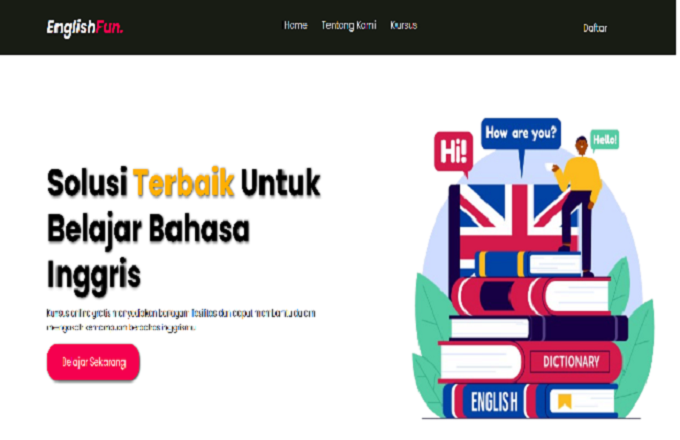 EnglishFun.
Home Tentang Kami Kursus
Daftar
Hi!
How are you?
Hello!
Solusi Terbaik Untuk
Belajar Bahasa
Inggris
Kursus online gratis menyediakan beragam fasilitas dan dapat membantu dalam
mengasah kemampuan berbahasa inggrismu
Belajar Sekarang
DICTIONARY
ENGLISH